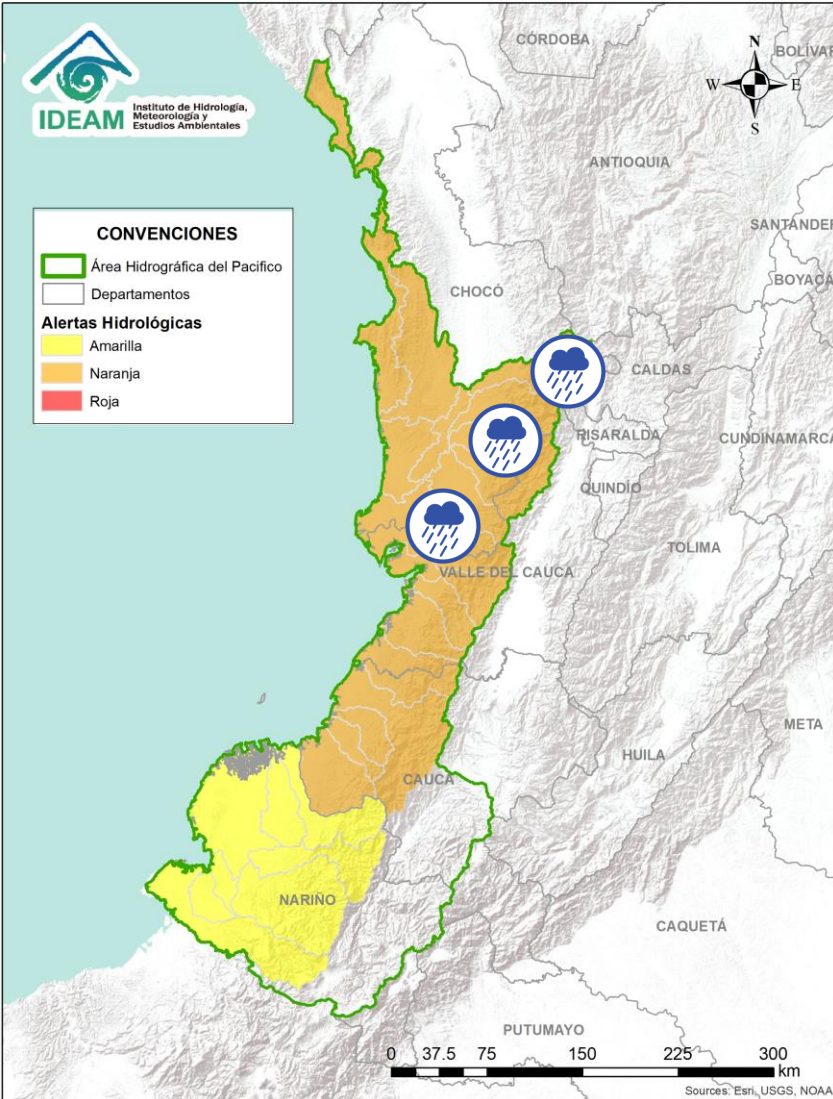 IDEAM
Instituto de Hidrología,
Meteorología y
Estudios Ambientales
CÓRDOBA
BOLÍVAR
N
W
E
S
ANTIOQUIA
SANTANDER
BOYACÁ
CONVENCIONES
Área Hidrográfica del Pacifico
Departamentos
Alertas Hidrológicas
Amarilla
Naranja
Roja
CHOCÓ
CALDAS
RISARALDA
CUNDINAMARCA
QUINDÍO
TOLIMA
VALLE DEL CAUCA
META
HUILA
CAUCA
NARIÑO
CAQUETÁ
PUTUMAYO
0 37.5 75 150 225 300
km
Sources: Esri, USGS, NOAA